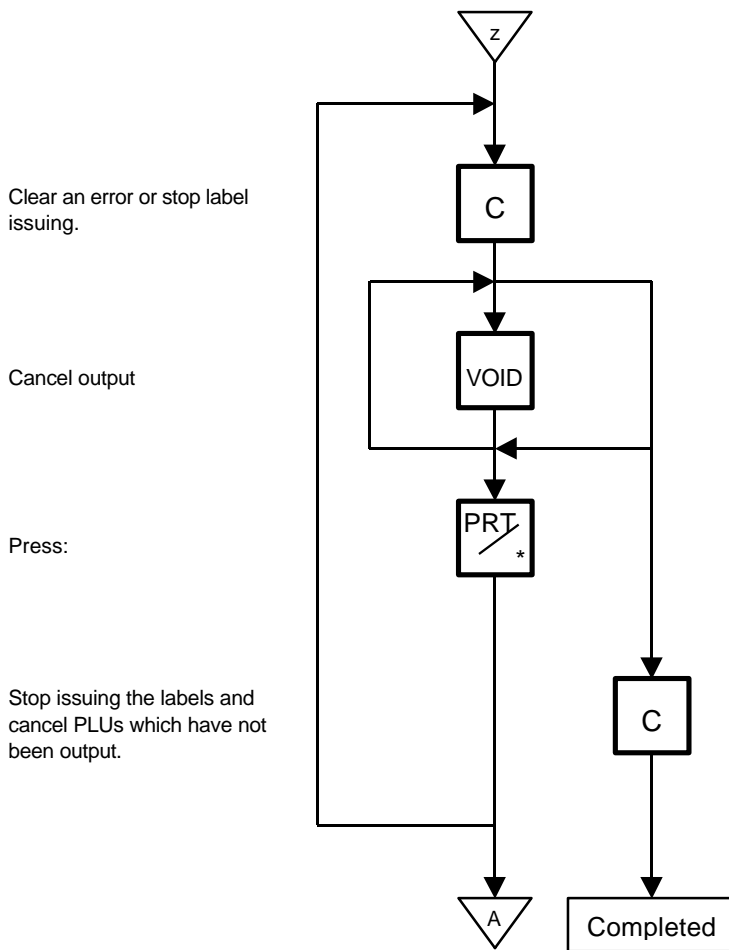 z
Clear an error or stop label
issuing.
C
Cancel output
VOID
Press:
PRT
*
Stop issuing the labels and
cancel PLUs which have not
been output.
C
A
Completed